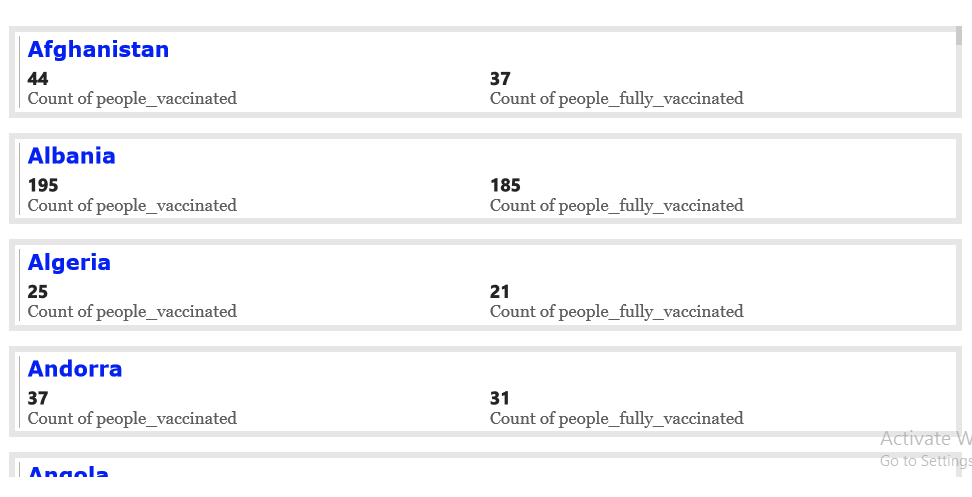 Afghanistan
44 37
Count of people_vaccinated Count of people_fully_vaccinated
Albania
195 185
Count of people_vaccinated Count of people_fully_vaccinated
Algeria
25 21
Count of people_vaccinated Count of people_fully_vaccinated
Andorra
37 31
Count of people_vaccinated Count of people_fully_vaccinated
Activate W
Go to Settings
Angola